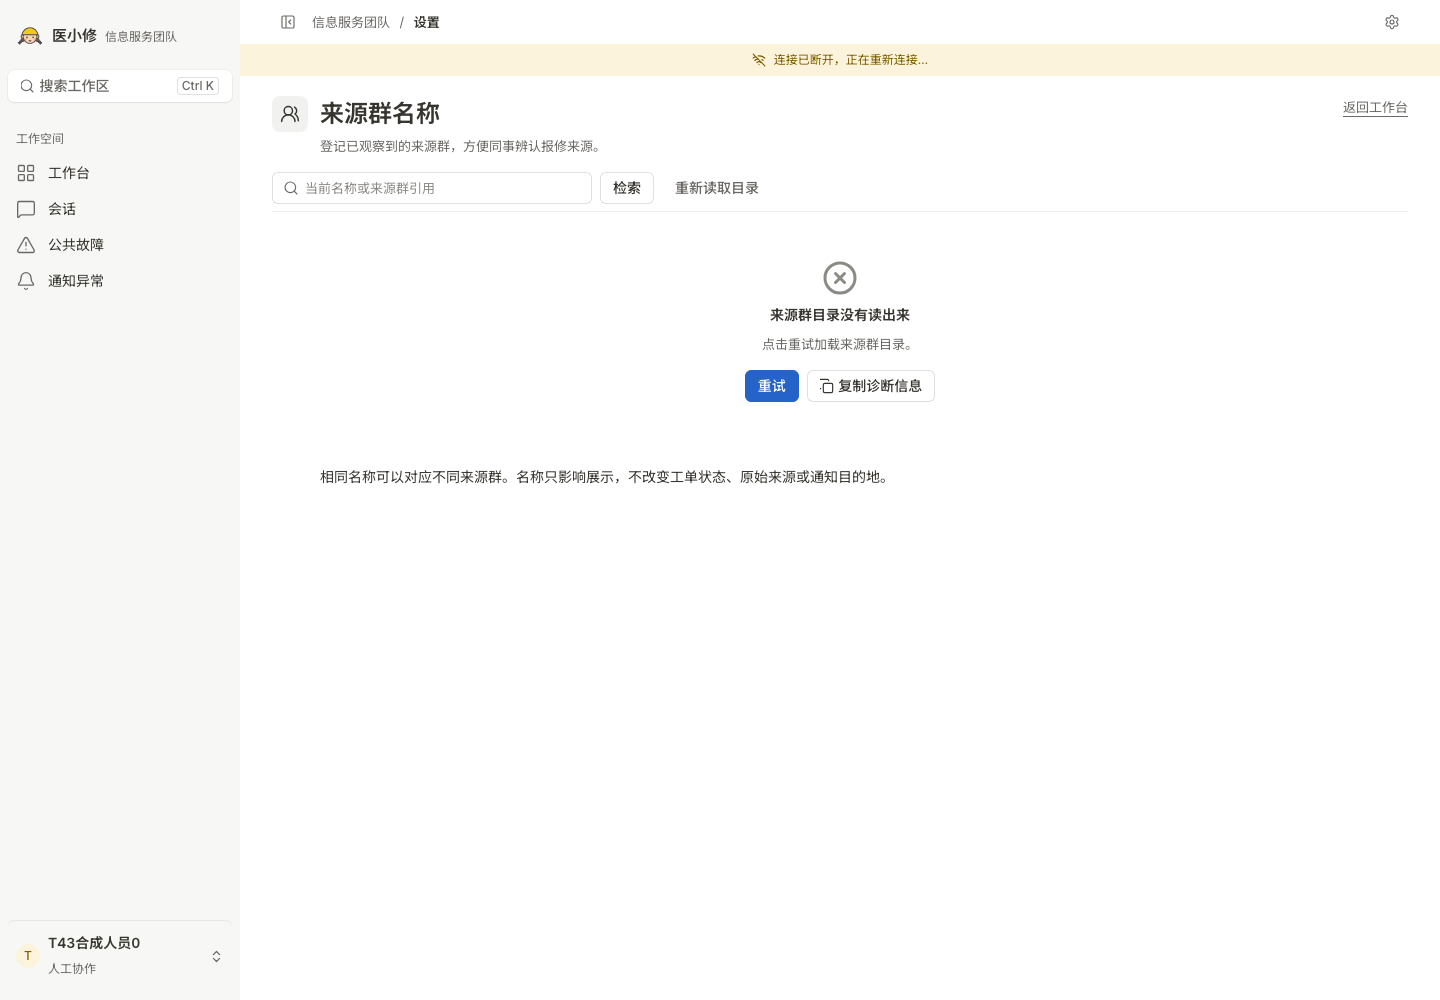 医小修 信息服务团队
搜索工作区 Ctrl K
工作空间
工作台
会话
公共故障
通知异常
T
T43合成人员0
人工协作
信息服务团队 / 设置
连接已断开，正在重新连接...
来源群名称
返回工作台
登记已观察到的来源群，方便同事辨认报修来源。
当前名称或来源群引用
检索
重新读取目录
来源群目录没有读出来
点击重试加载来源群目录。
重试
复制诊断信息
相同名称可以对应不同来源群。名称只影响展示，不改变工单状态、原始来源或通知目的地。